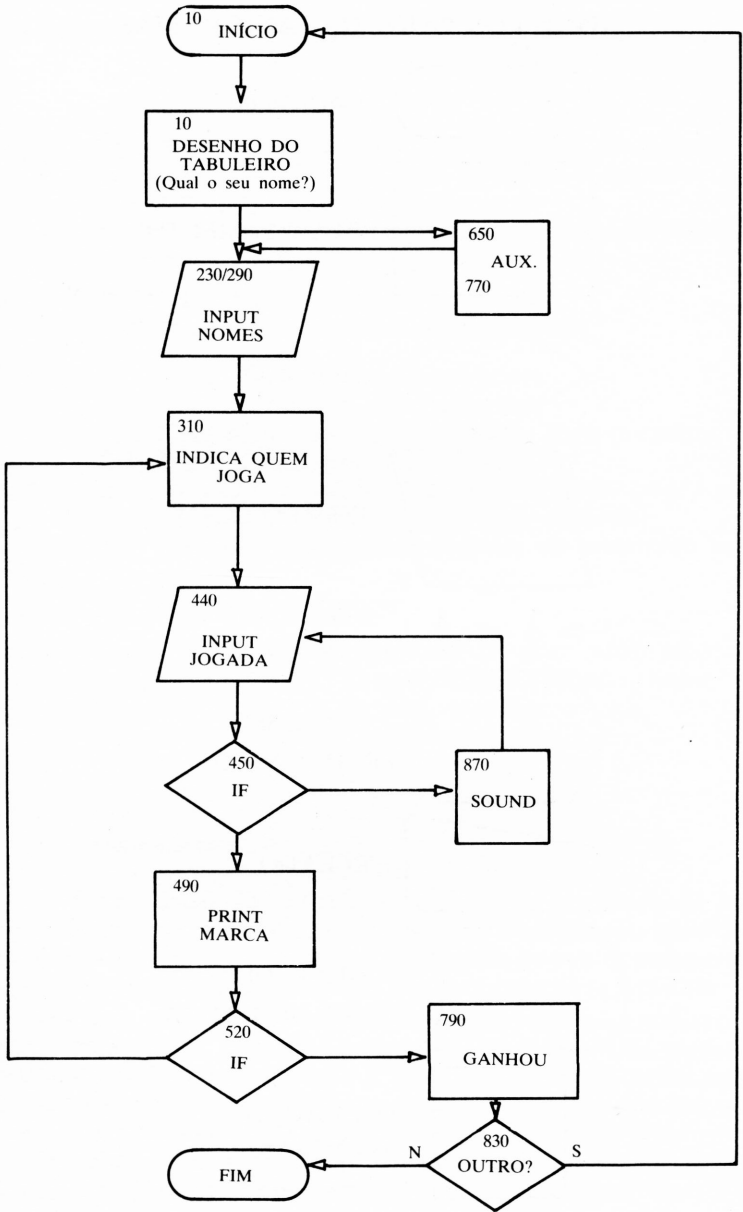 10
INÍCIO
10
DESENHO DO
TABULEIRO
(Qual o seu nome?)
650
AUX.
770
230/290
INPUT
NOMES
310
INDICA QUEM
JOGA
440
INPUT
JOGADA
450
IF
870
SOUND
490
PRINT
MARCA
520
IF
790
GANHOU
830
N
OUTRO?
S
FIM